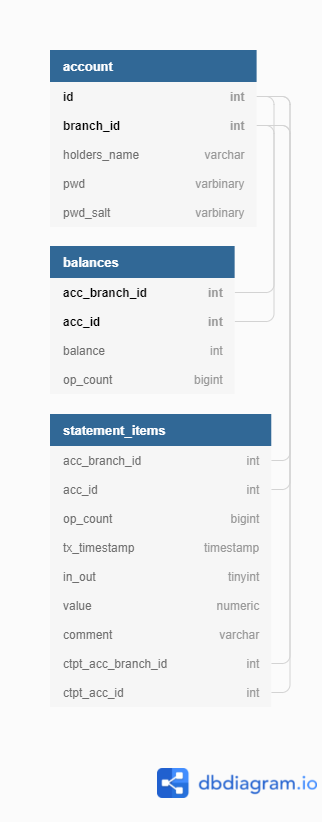 account
id int
branch_id int
holders_name varchar
pwd varbinary
pwd_salt varbinary
balances
acc_branch_id int
acc_id int
balance int
op_count bigint
statement_items
acc_branch_id int
acc_id int
op_count bigint
tx_timestamp timestamp
in_out tinyint
value numeric
comment varchar
ctpt_acc_branch_id int
ctpt_acc_id int
dbdiagram.io